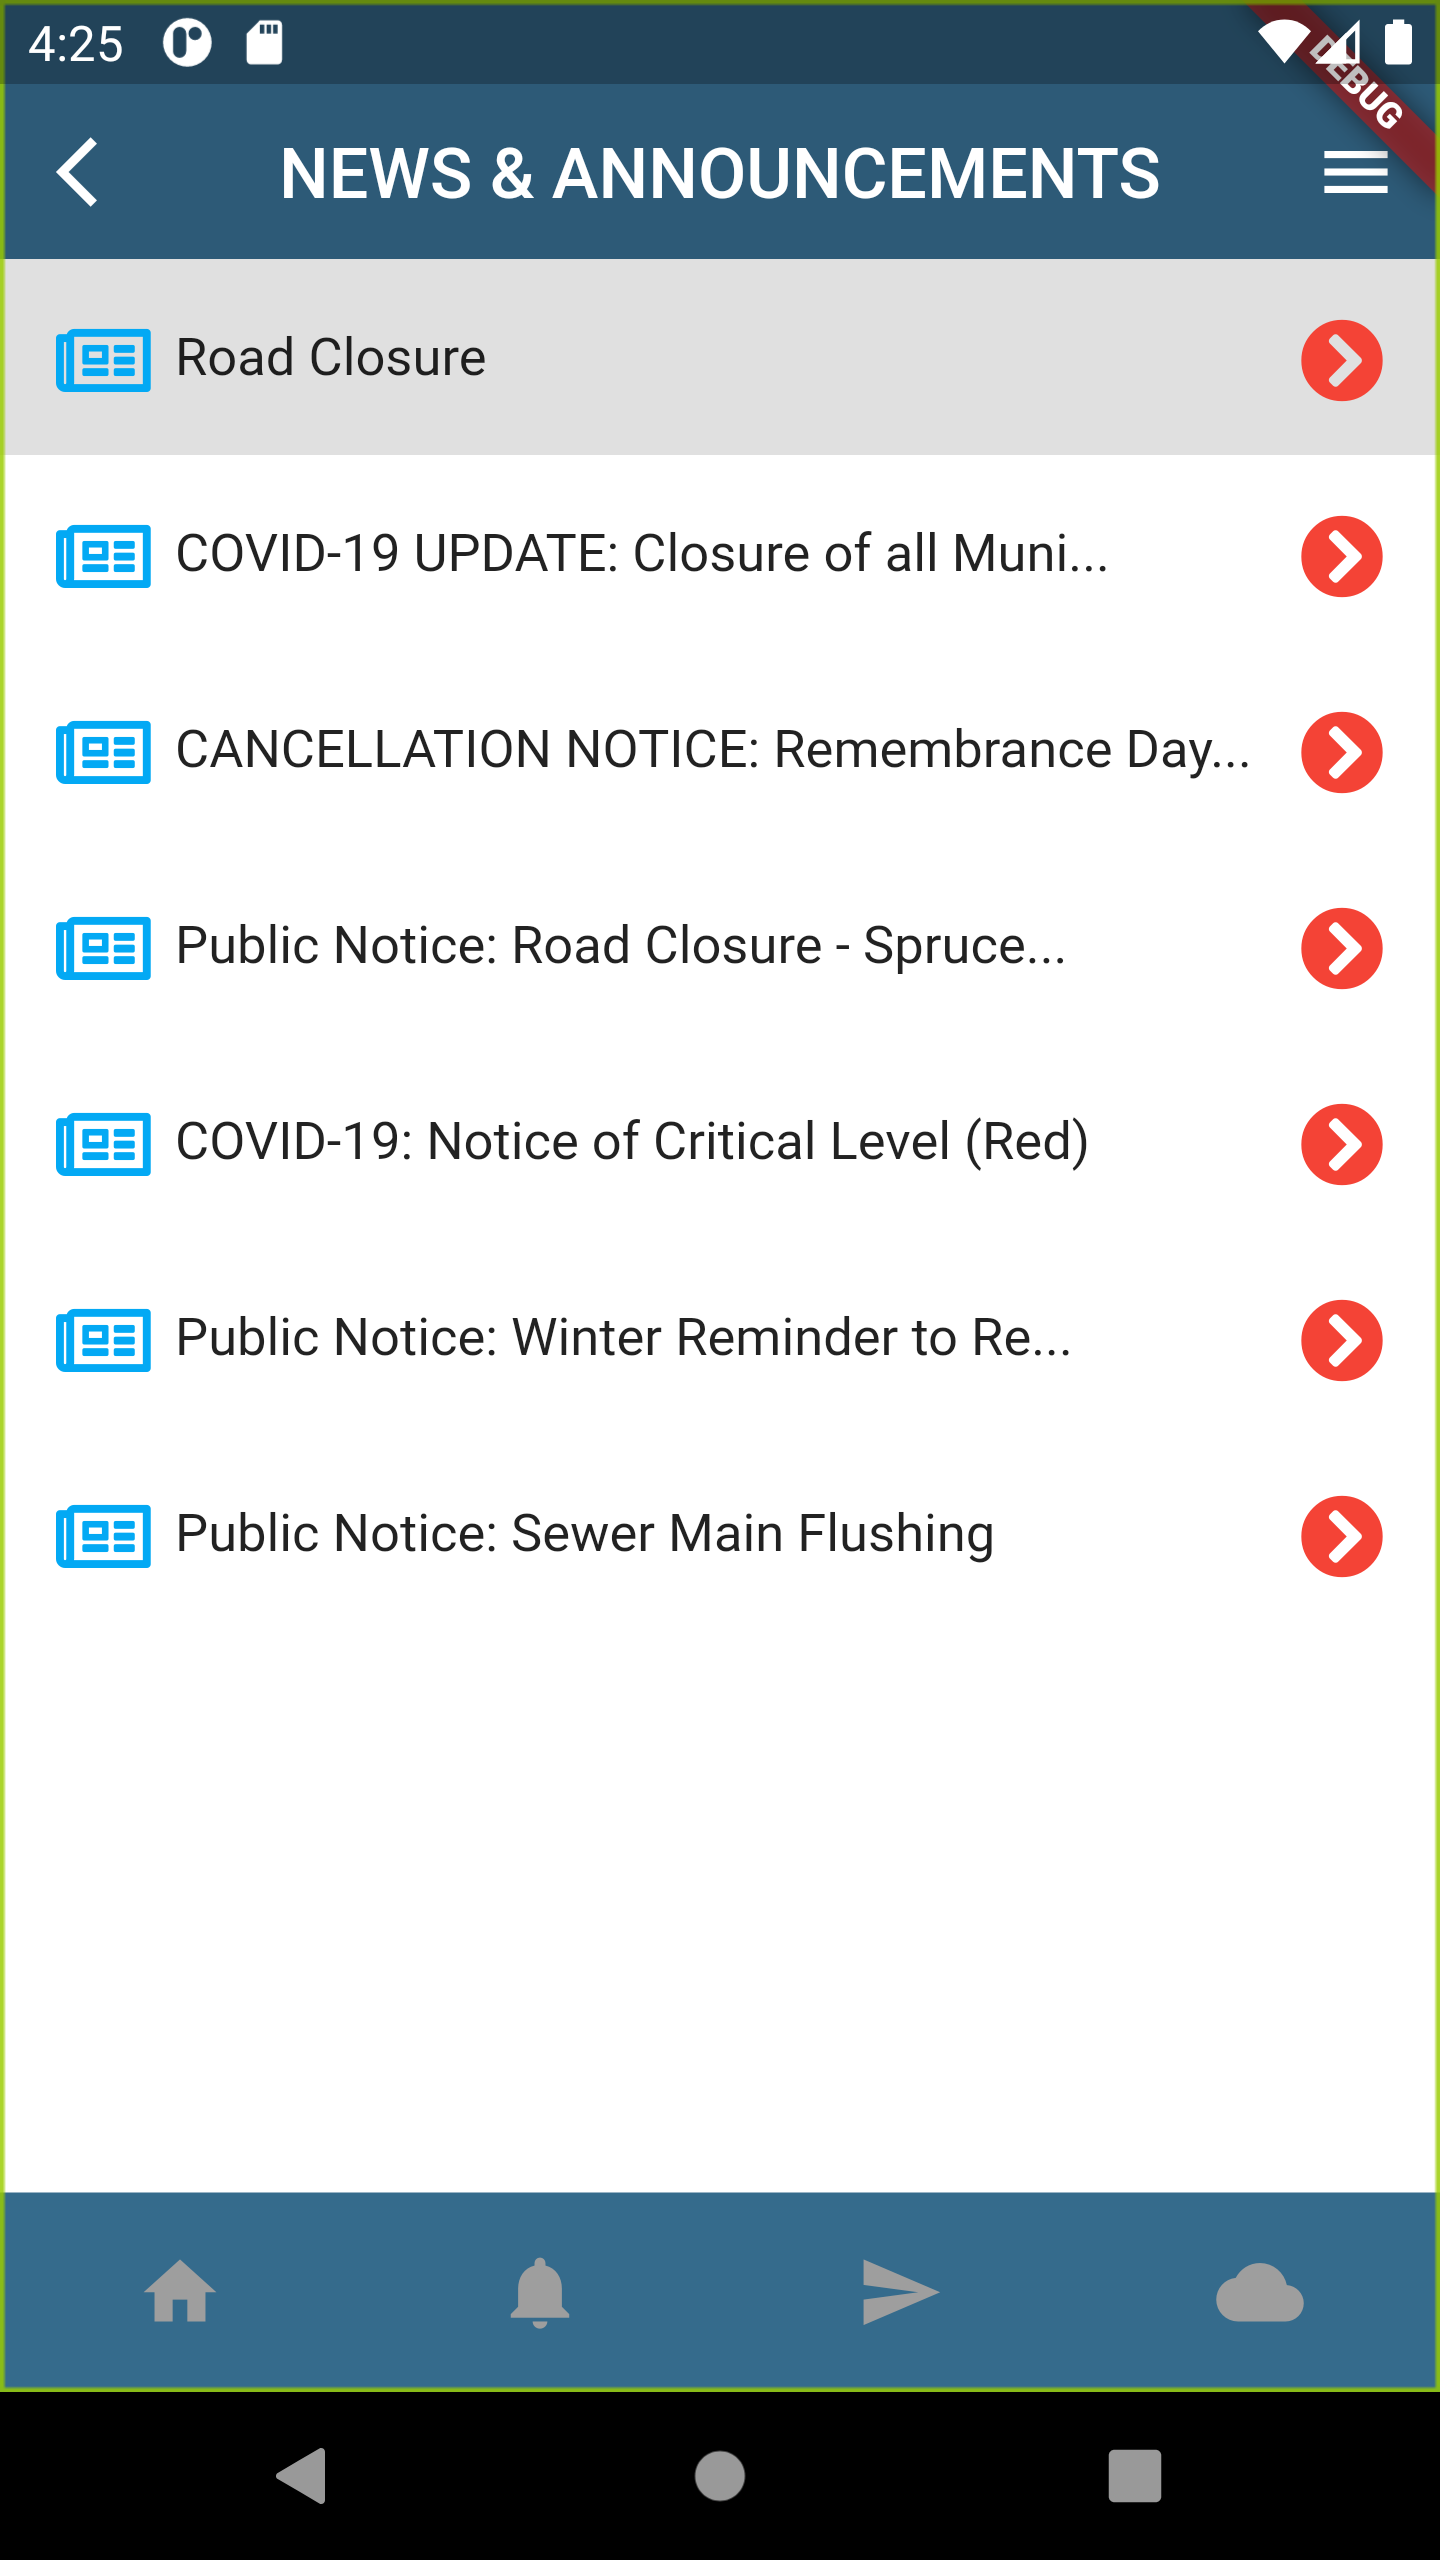 4:25
DEBUG
NEWS & ANNOUNCEMENTS
Road Closure
COVID-19 UPDATE: Closure of all Muni...
CANCELLATION NOTICE: Remembrance Day...
Public Notice: Road Closure - Spruce...
COVID-19: Notice of Critical Level (Red)
Public Notice: Winter Reminder to Re...
Public Notice: Sewer Main Flushing